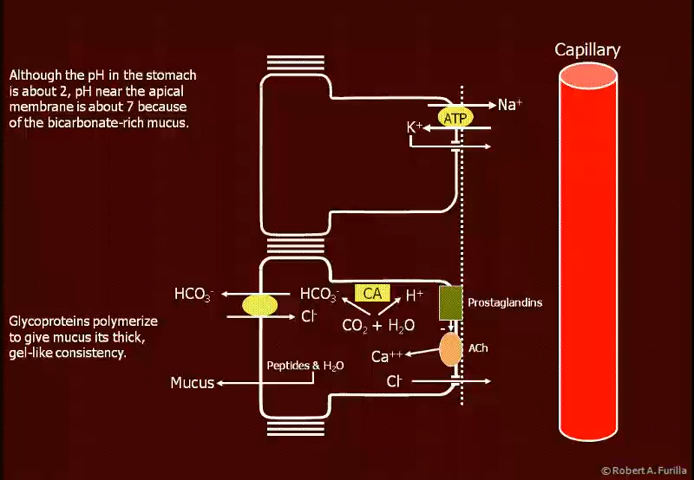 Capillary
Although the pH in the stomach
is about 2, pH near the apical
membrane is about 7 because
of the bicarbonate-rich mucus.
Na⁺
ATP
K⁺
HCO₃⁻
HCO₃⁻
CA
H⁺
Prostaglandins
Cl⁻
CO₂ + H₂O
-
Glycoproteins polymerize
to give mucus its thick,
gel-like consistency.
ACh
Ca⁺⁺
Peptides & H₂O
Mucus
Cl⁻
© Robert A. Furilla